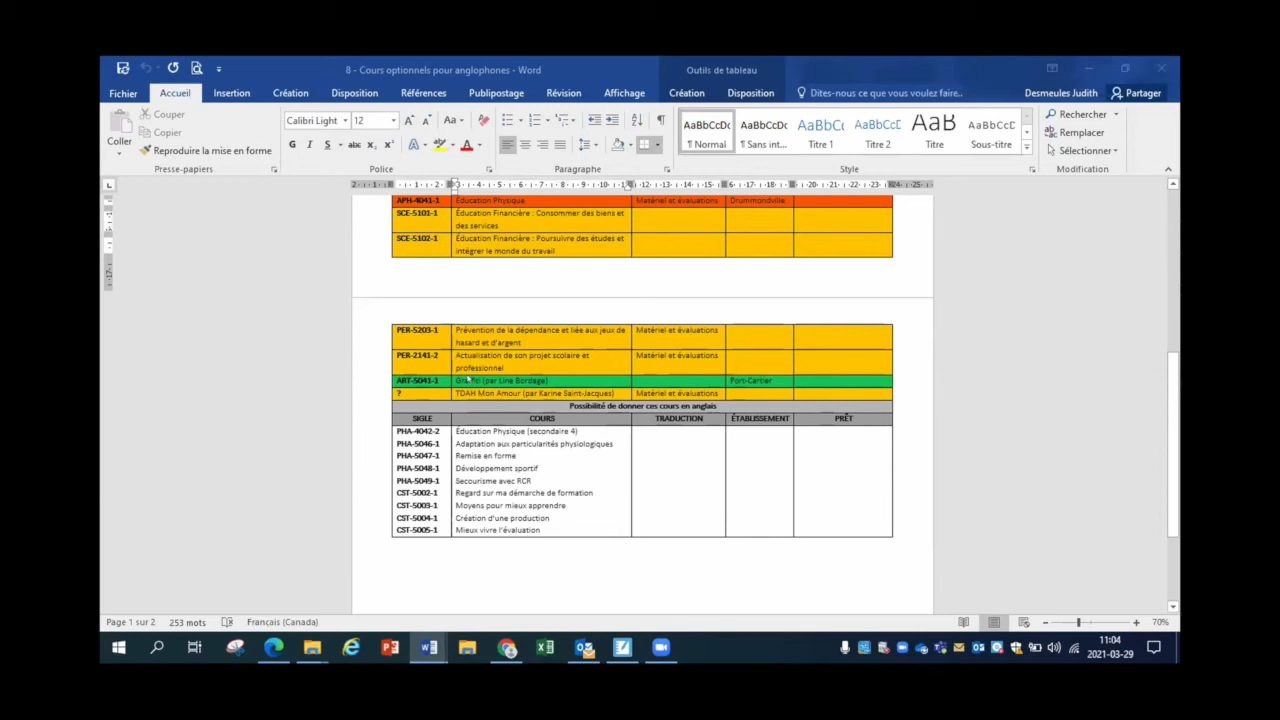 8 - Cours optionnels pour anglophones - Word
Outils de tableau
Fichier Accueil Insertion Création Disposition Références Publipostage Révision Affichage Création Disposition Dites-nous ce que vous voulez faire.. Desmeules Judith Partager
Coller
Couper
Copier
Reproduire la mise en forme
Presse-papiers
Calibri Light 12
Police
Paragraphe
AaBbCcDc AaBbCcDc AaBbCc AaBbCcC AaB AaBbCcD
¶ Normal ¶ Sans int... Titre 1 Titre 2 Titre Sous-titre
Style
Rechercher
Remplacer
Sélectionner
Modification
APH-4041-1 Éducation Physique Matériel et évaluations Drummondville
SCE-5101-1 Éducation Financière : Consommer des biens et
des services
SCE-5102-1 Éducation Financière : Poursuivre des études et
intégrer le monde du travail
PER-5203-1 Prévention de la dépendance et liée aux jeux de Matériel et évaluations
hasard et d'argent
PER-2141-2 Actualisation de son projet scolaire et Matériel et évaluations
professionnel
ART-5041-1 Graffiti (par Line Bordage) Port-Cartier
? TDAH Mon Amour (par Karine Saint-Jacques) Matériel et évaluations
Possibilité de donner ces cours en anglais
SIGLE COURS TRADUCTION ÉTABLISSEMENT PRÊT
PHA-4042-2 Éducation Physique (secondaire 4)
PHA-5046-1 Adaptation aux particularités physiologiques
PHA-5047-1 Remise en forme
PHA-5048-1 Développement sportif
PHA-5049-1 Secourisme avec RCR
CST-5002-1 Regard sur ma démarche de formation
CST-5003-1 Moyens pour mieux apprendre
CST-5004-1 Création d'une production
CST-5005-1 Mieux vivre l'évaluation
Page 1 sur 2 253 mots Français (Canada) 70%
11:04
2021-03-29